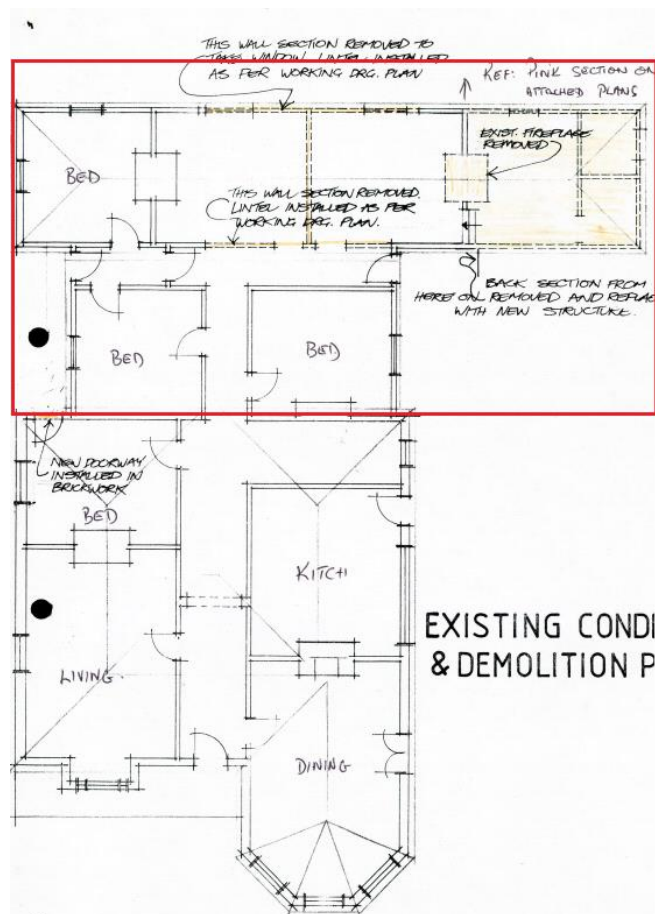 THIS WALL SECTION REMOVED TO
TAKE WINDOW. LINTEL INSTALLED
AS PER WORKING DRG. PLAN
REF: PINK SECTION ON
ATTACHED PLANS
EXIST. FIREPLACE
REMOVED
BED
THIS WALL SECTION REMOVED.
LINTEL INSTALLED AS PER
WORKING DRG. PLAN.
BACK SECTION FROM
HERE ON REMOVED AND REPLAC
WITH NEW STRUCTURE.
BED
BED
NEW DOORWAY
INSTALLED IN
BRICKWORK
BED
KITCH
EXISTING CONDI
& DEMOLITION P
LIVING
DINING